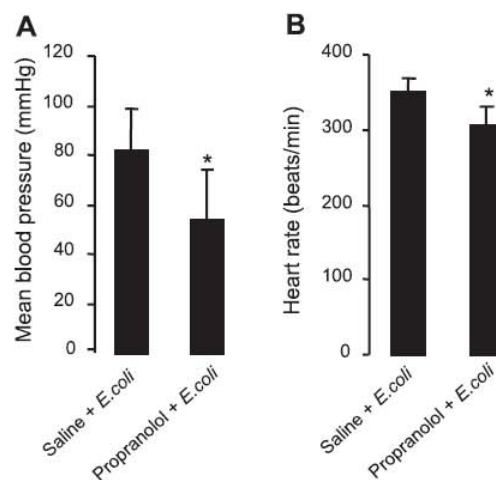 A
Mean blood pressure (mmHg)
120
100
80
60
40
20
0
*
Saline + E.coli
Propranolol + E.coli
B
Heart rate (beats/min)
400
300
200
100
0
*
Saline + E.coli
Propranolol + E.coli